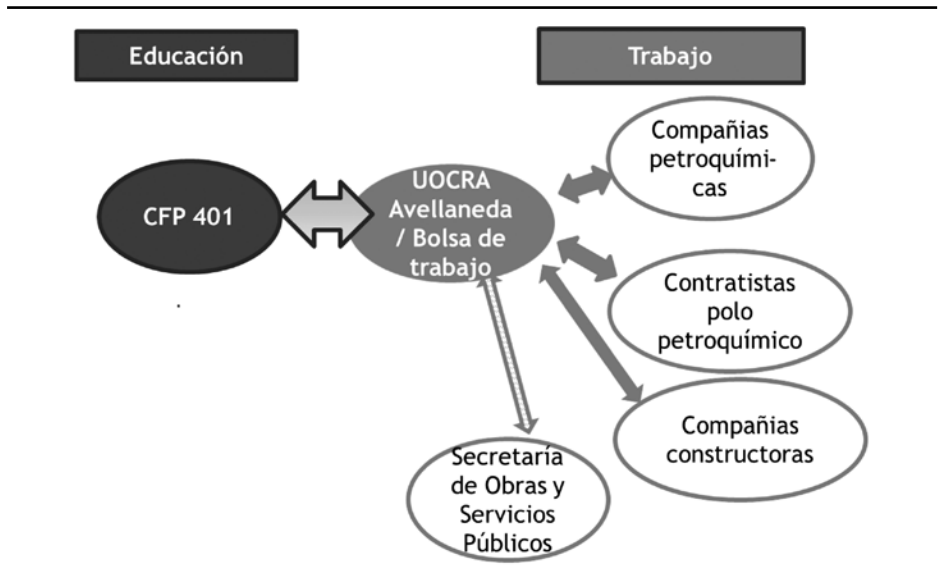 Educación
Trabajo
CFP 401
UOCRA
Avellaneda
/ Bolsa de
trabajo
Compañias
petroquími-
cas
Contratistas
polo
petroquímico
Compañias
constructoras
Secretaría
de Obras y
Servicios
Públicos